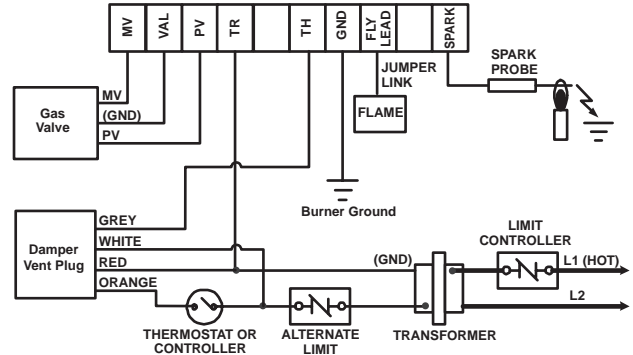 MV
VAL
PV
TR
TH
GND
FLY
LEAD
SPARK
JUMPER
LINK
SPARK
PROBE
Gas
Valve
MV
(GND)
PV
FLAME
Burner Ground
Damper
Vent Plug
GREY
WHITE
RED
ORANGE
(GND)
LIMIT
CONTROLLER
L1 (HOT)
L2
THERMOSTAT OR
CONTROLLER
ALTERNATE
LIMIT
TRANSFORMER